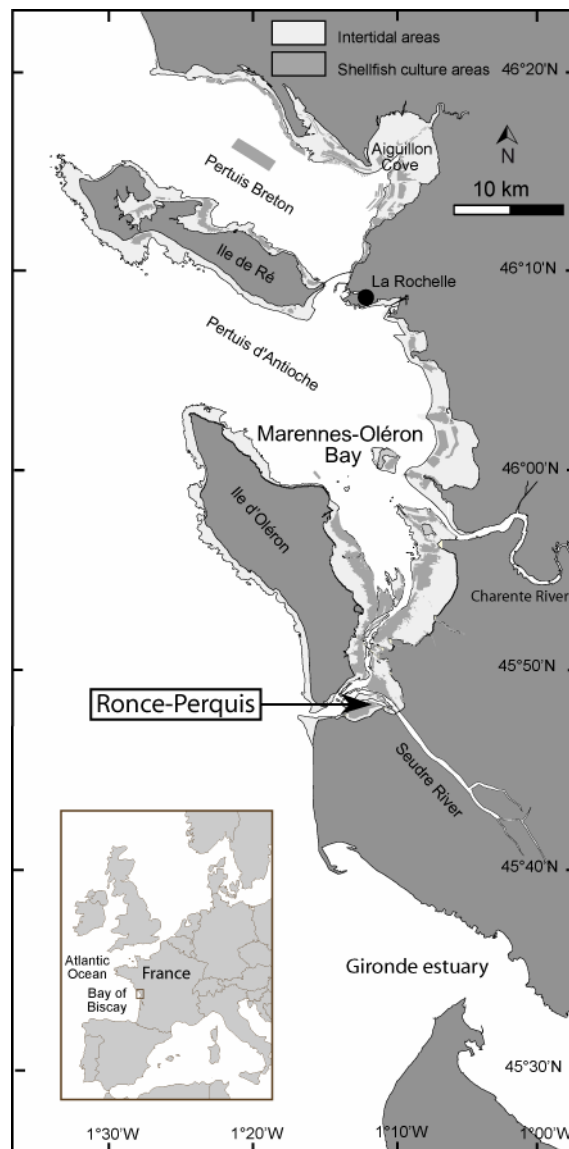 Intertidal areas
Shellfish culture areas
46°20'N
Aiguillon
Cove
N
10 km
Pertuis Breton
Ile de Ré
46°10'N
La Rochelle
Pertuis d'Antioche
Marennes-Oléron
Bay
46°00'N
Ile d'Oléron
Charente River
45°50'N
Ronce-Perquis
Seudre River
45°40'N
Atlantic
Ocean
France
Bay of
Biscay
Gironde estuary
45°30'N
1°30'W
1°20'W
1°10'W
1°00'W